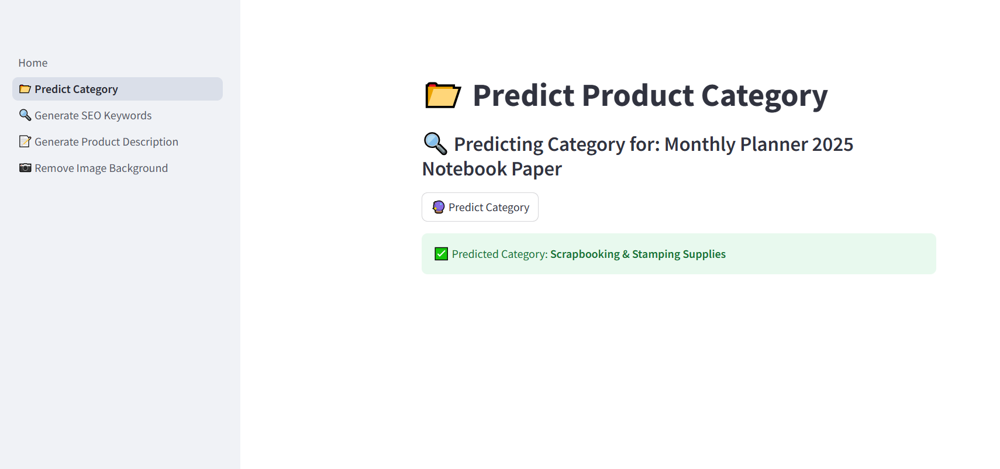 Home
📂 Predict Category
🔍 Generate SEO Keywords
📝 Generate Product Description
📷 Remove Image Background
📂 Predict Product Category
🔍 Predicting Category for: Monthly Planner 2025
Notebook Paper
🔮 Predict Category
✅ Predicted Category: Scrapbooking & Stamping Supplies